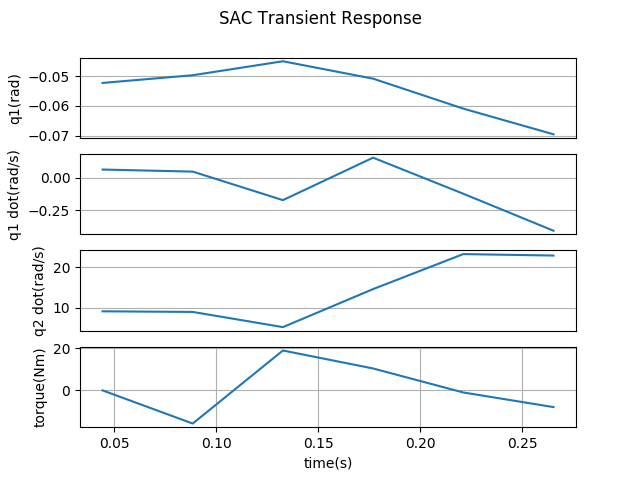 SAC Transient Response
q1(rad)
−0.05
−0.06
−0.07
q1 dot(rad/s)
0.00
−0.25
q2 dot(rad/s)
20
10
torque(Nm)
20
0
0.05 0.10 0.15 0.20 0.25
time(s)